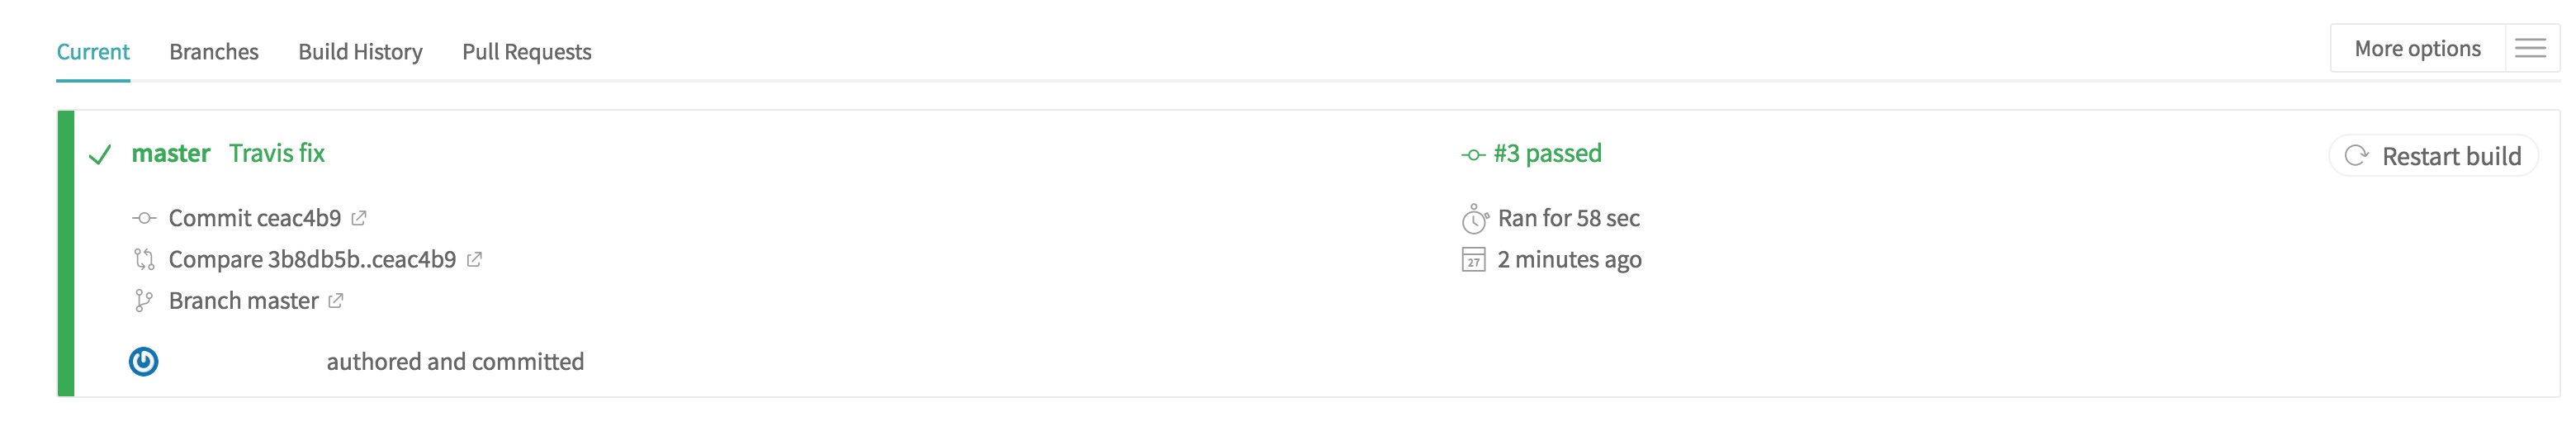 Current Branches Build History Pull Requests More options
master Travis fix #3 passed Restart build
Commit ceac4b9 Ran for 58 sec
Compare 3b8db5b..ceac4b9 27 2 minutes ago
Branch master
authored and committed